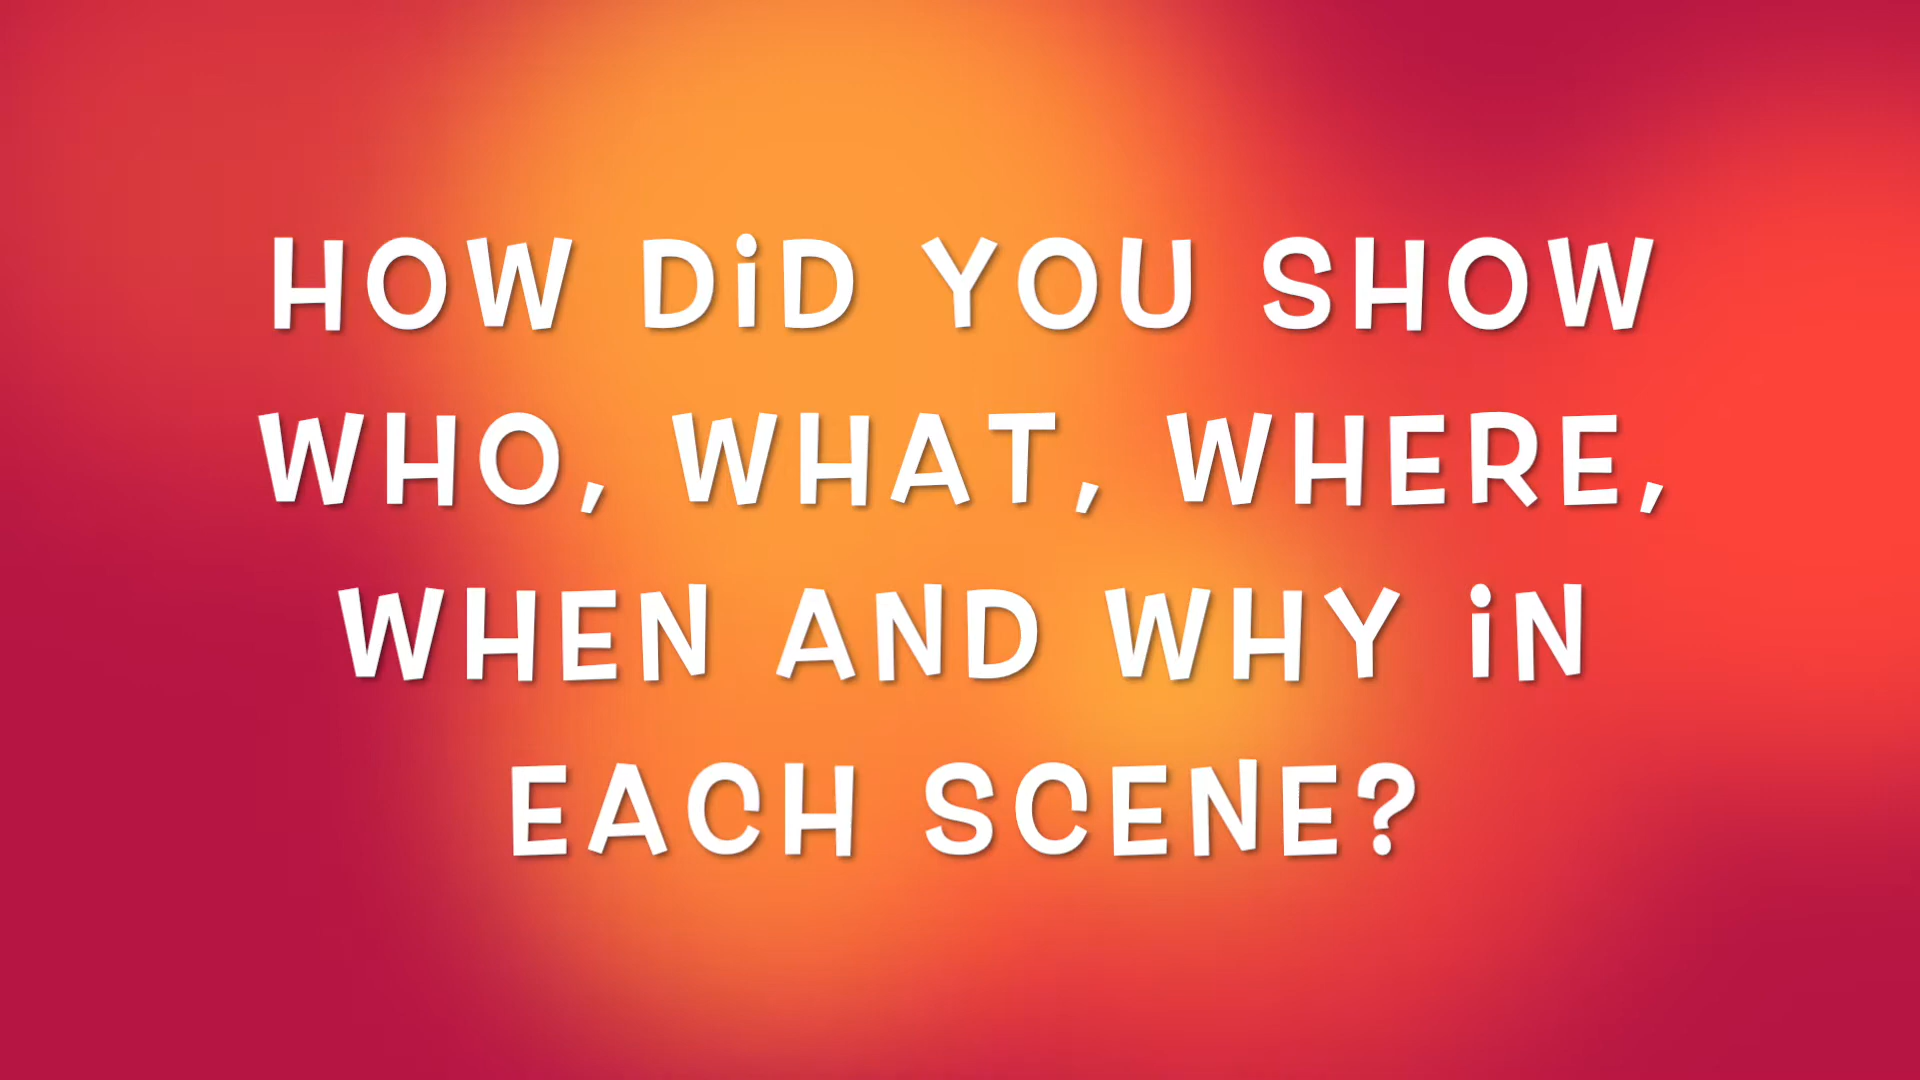 HOW DiD YOU SHOW
WHO, WHAT, WHERE,
WHEN AND WHY iN
EACH SCENE?